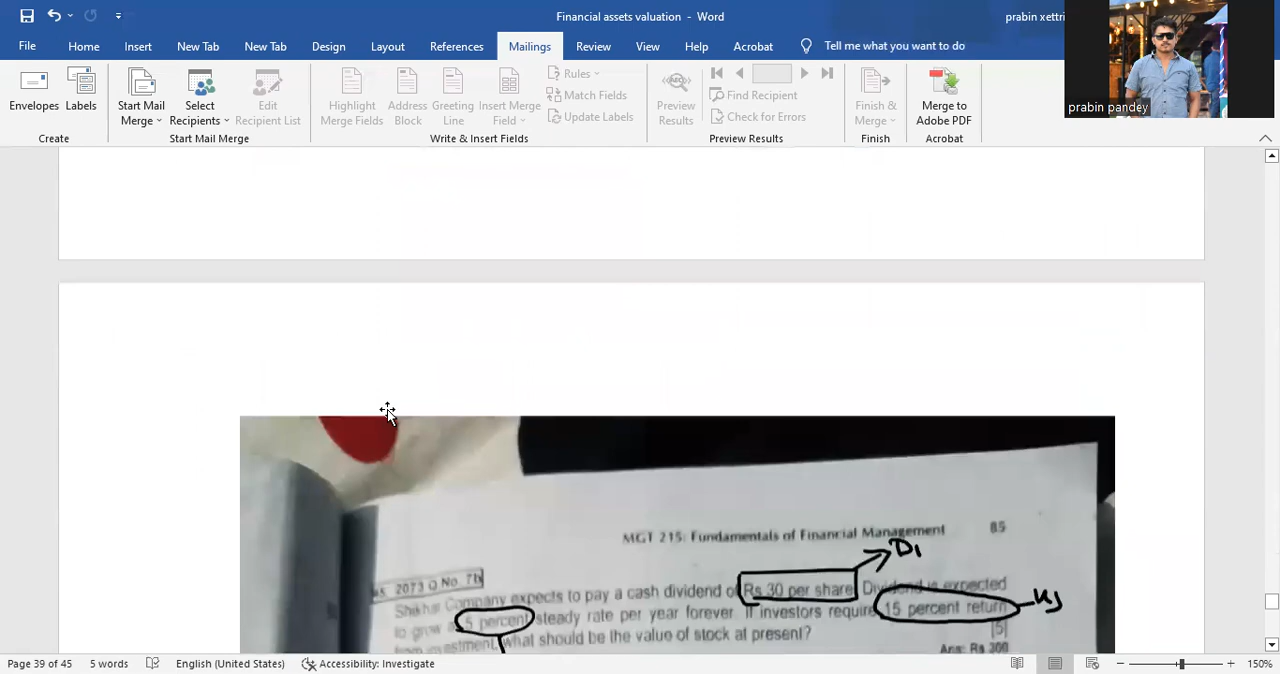 Financial assets valuation - Word
prabin xettri
File Home Insert New Tab New Tab Design Layout References Mailings Review View Help Acrobat Tell me what you want to do
prabin pandey
Envelopes Labels
Create
Start Mail Merge
Select Recipients
Edit Recipient List
Start Mail Merge
Highlight Merge Fields
Address Block
Greeting Line
Insert Merge Field
Rules
Match Fields
Update Labels
Write & Insert Fields
Preview Results
ABC
Find Recipient
Check for Errors
Preview Results
Finish & Merge
Finish
Merge to Adobe PDF
Acrobat
MGT 215: Fundamentals of Financial Management 85
D1
2073 Q.No. 7b
Shikhar Company expects to pay a cash dividend of Rs 30 per share. Dividend is expected
to grow a 5 percent steady rate per year forever. If investors require 15 percent return
from investment, what should be the value of stock at present? [5]
Ans: Rs 300
Page 39 of 45 5 words English (United States) Accessibility: Investigate 150%